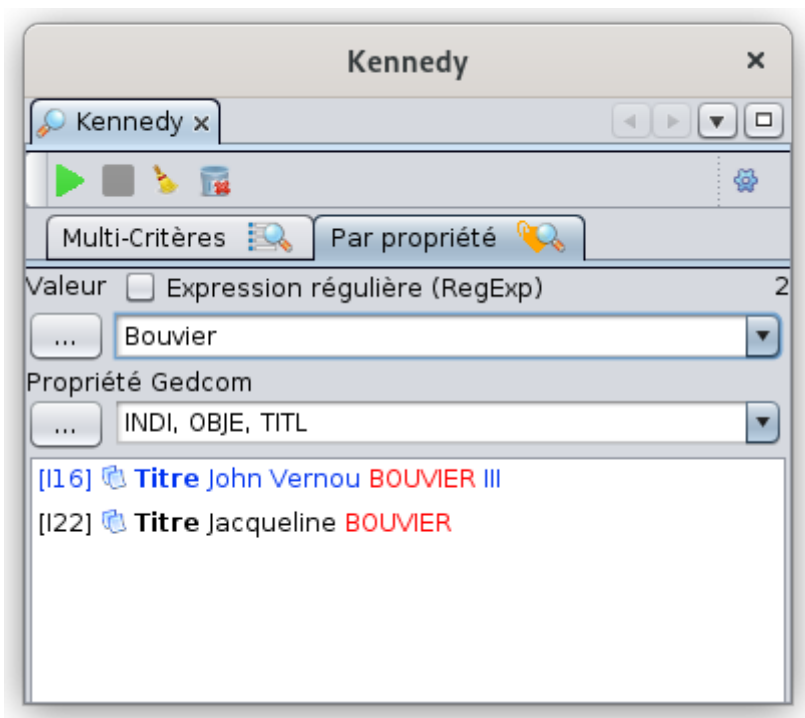 Kennedy
Kennedy
Multi-Critères Par propriété
Valeur Expression régulière (RegExp) 2
... Bouvier
Propriété Gedcom
... INDI, OBJE, TITL
[I16] Titre John Vernou BOUVIER III
[I22] Titre Jacqueline BOUVIER